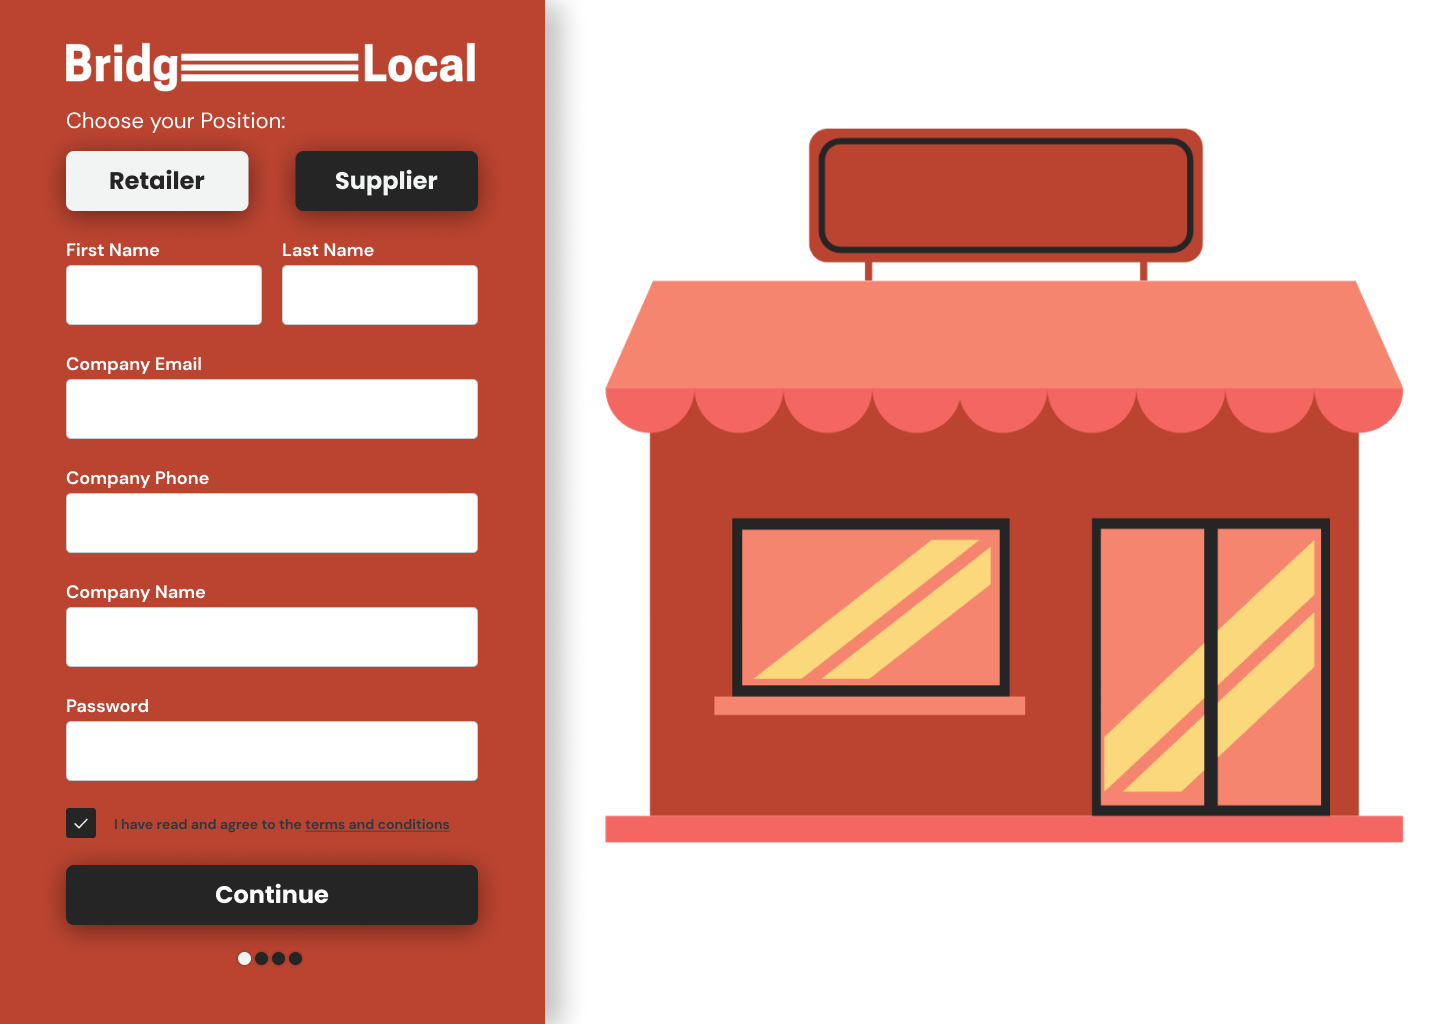 Bridg Local
Choose your Position:
Retailer Supplier
First Name Last Name
Company Email
Company Phone
Company Name
Password
I have read and agree to the terms and conditions
Continue